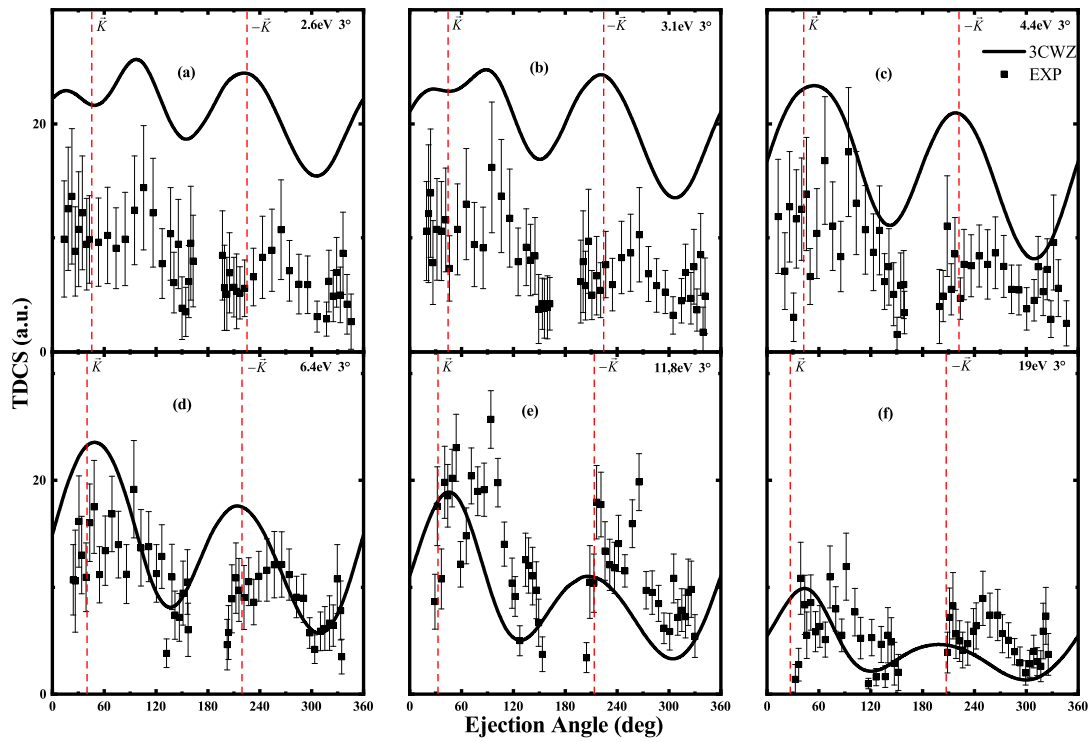 K⃗ -K⃗ 2.6eV 3°
(a)
K⃗ -K⃗ 3.1eV 3°
(b)
K⃗ -K⃗ 4.4eV 3°
3CWZ
EXP
(c)
20
0
K⃗ -K⃗ 6.4eV 3°
(d)
K⃗ -K⃗ 11.8eV 3°
(e)
K⃗ -K⃗ 19eV 3°
(f)
20
0
TDCS (a.u.)
0 60 120 180 240 300 360
0 60 120 180 240 300 360
0 60 120 180 240 300 360
Ejection Angle (deg)